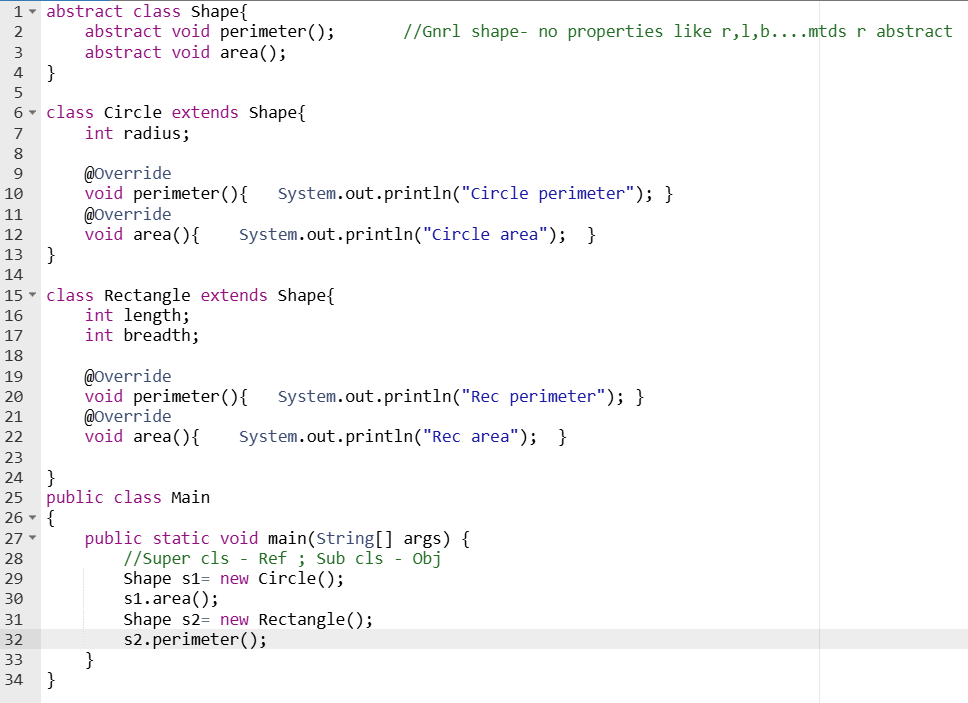 1 abstract class Shape{
2 abstract void perimeter(); //Gnrl shape- no properties like r,l,b....mtds r abstract
3 abstract void area();
4 }
5
6 class Circle extends Shape{
7 int radius;
8
9 @Override
10 void perimeter(){ System.out.println("Circle perimeter"); }
11 @Override
12 void area(){ System.out.println("Circle area"); }
13 }
14
15 class Rectangle extends Shape{
16 int length;
17 int breadth;
18
19 @Override
20 void perimeter(){ System.out.println("Rec perimeter"); }
21 @Override
22 void area(){ System.out.println("Rec area"); }
23
24 }
25 public class Main
26 {
27 public static void main(String[] args) {
28 //Super cls - Ref ; Sub cls - Obj
29 Shape s1= new Circle();
30 s1.area();
31 Shape s2= new Rectangle();
32 s2.perimeter();
33 }
34 }